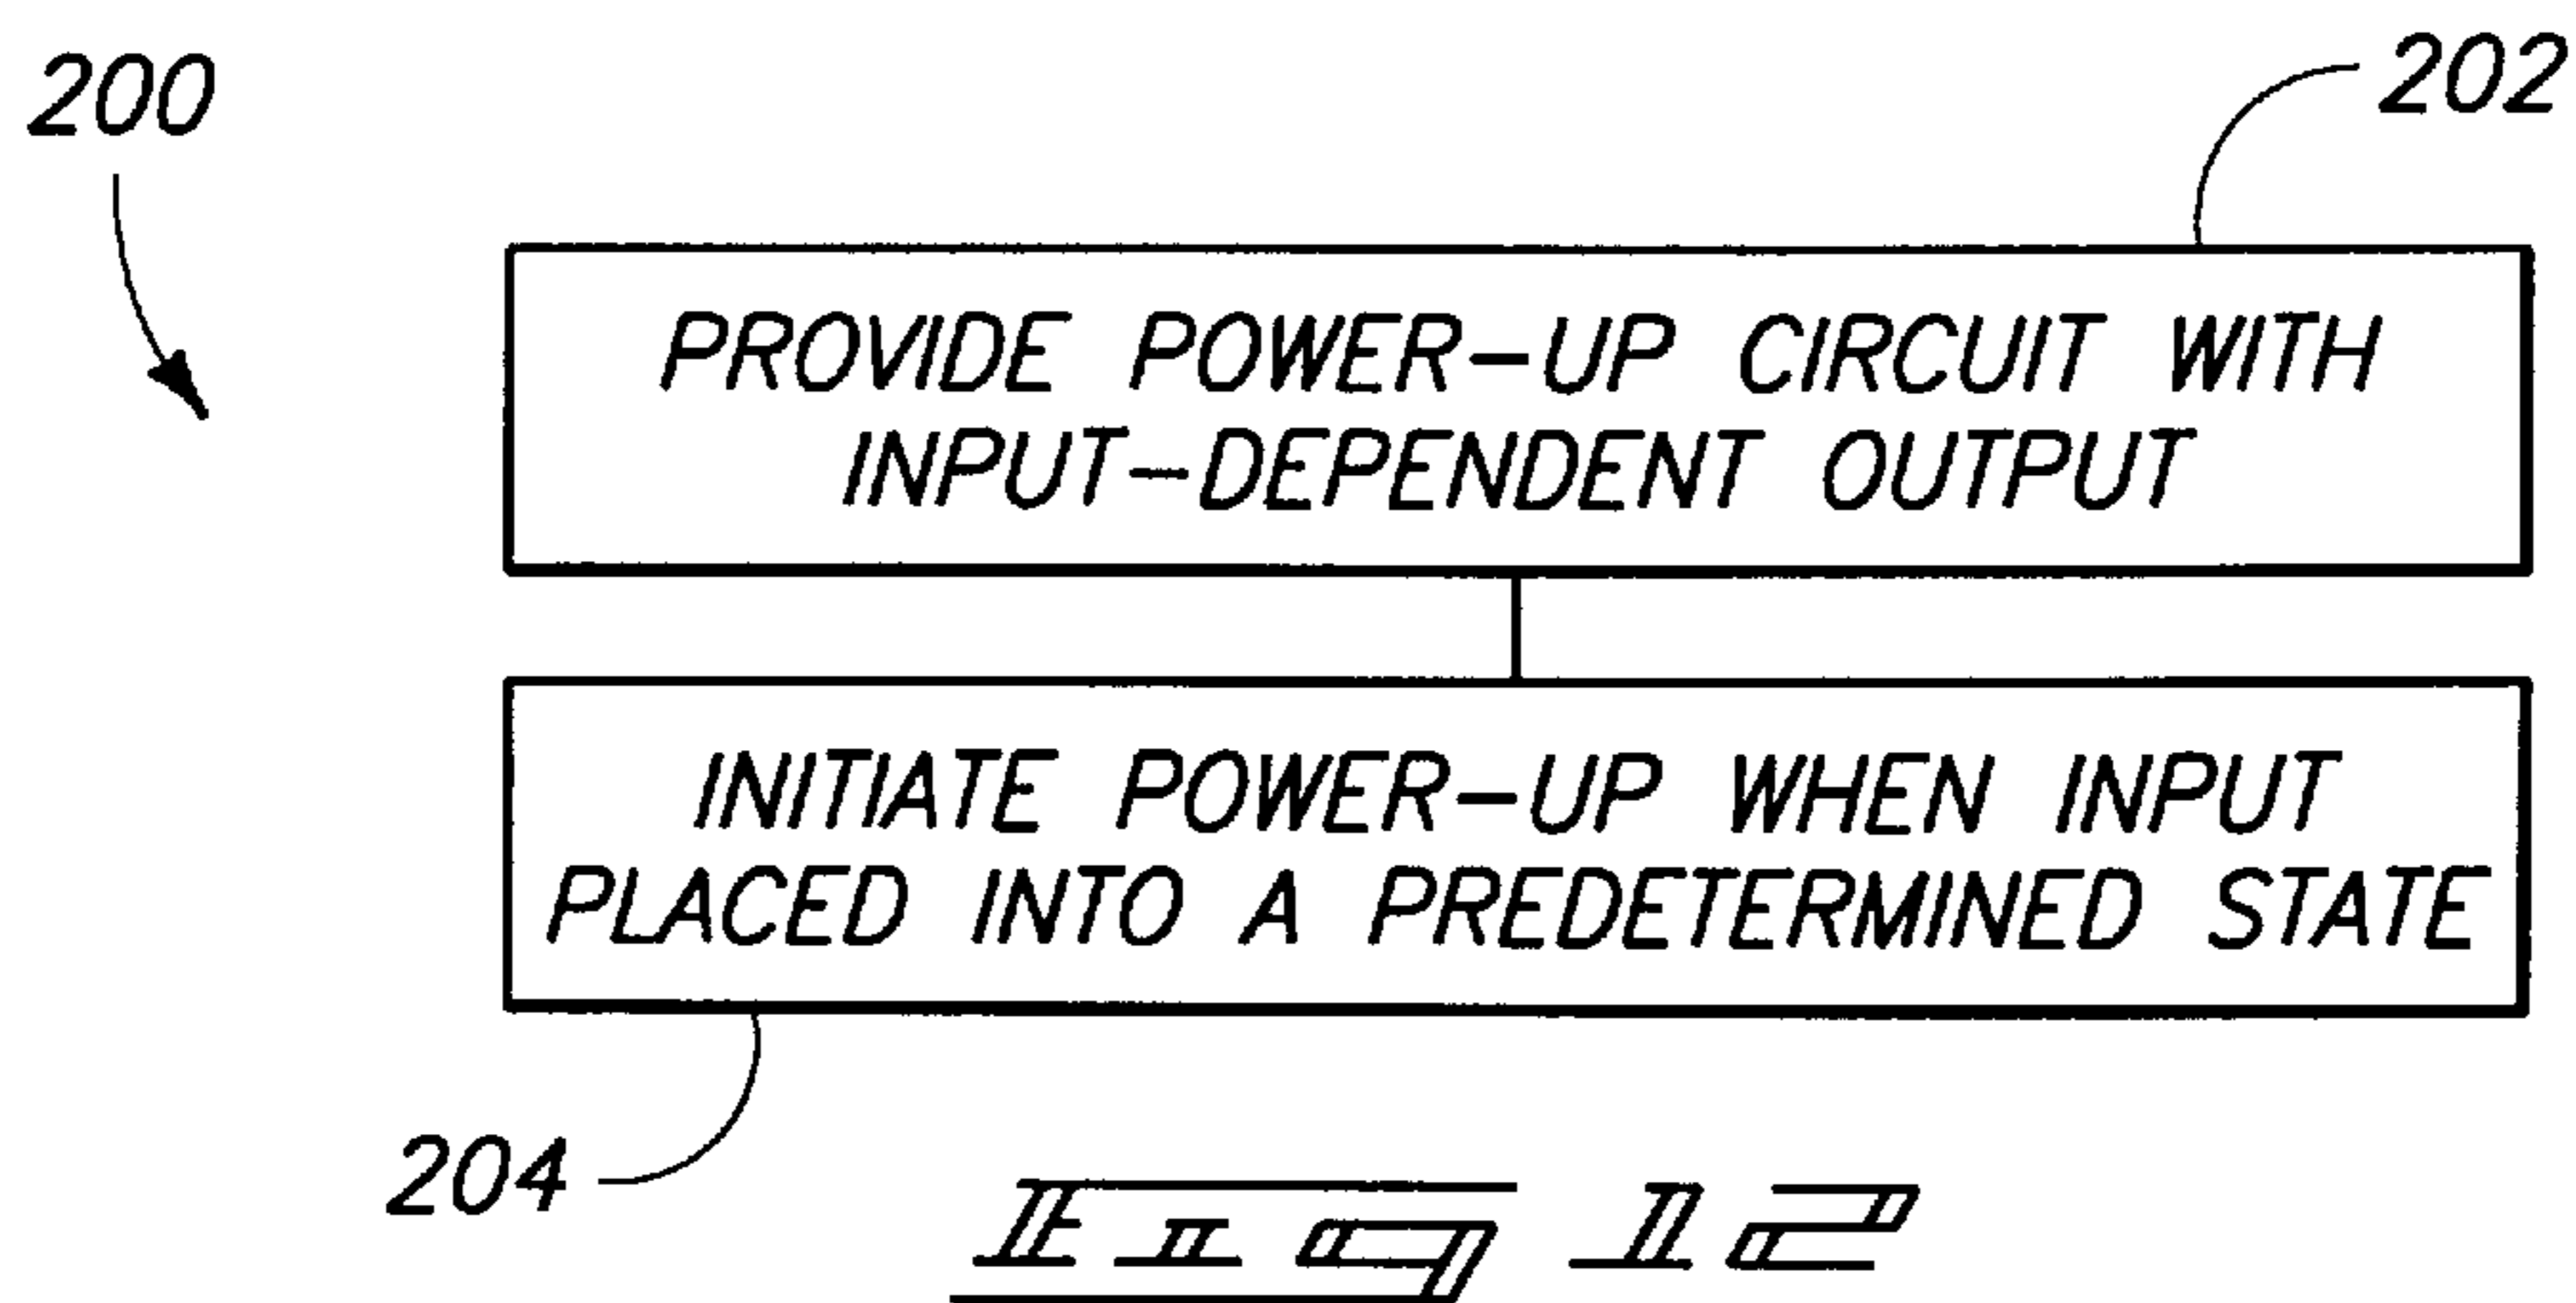 200
202
PROVIDE POWER-UP CIRCUIT WITH
INPUT-DEPENDENT OUTPUT
INITIATE POWER-UP WHEN INPUT
PLACED INTO A PREDETERMINED STATE
204
Fig 12